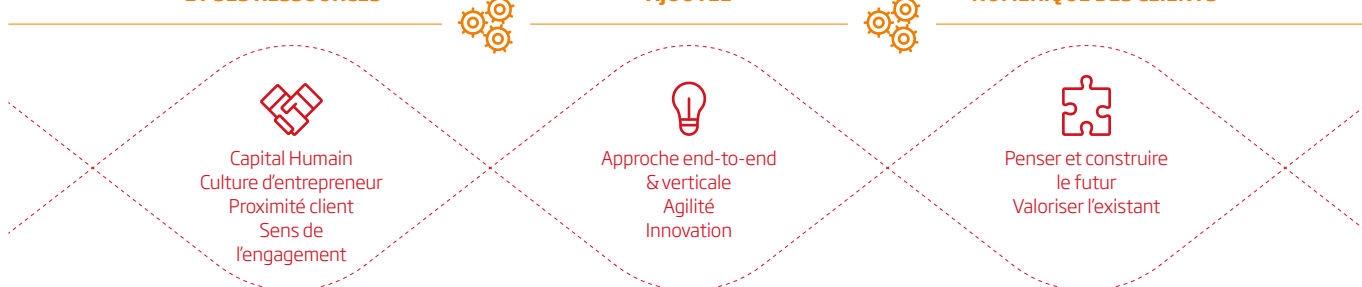 Capital Humain
Culture d’entrepreneur
Proximité client
Sens de
l’engagement
Approche end-to-end
& verticale
Agilité
Innovation
Penser et construire
le futur
Valoriser l’existant